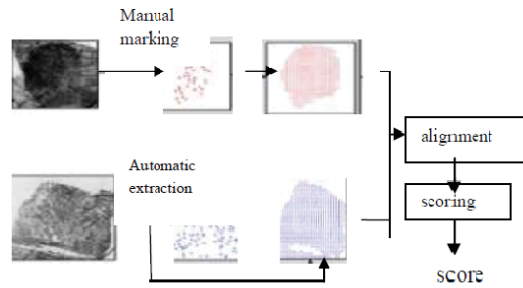 Manual
marking
Automatic
extraction
alignment
scoring
score